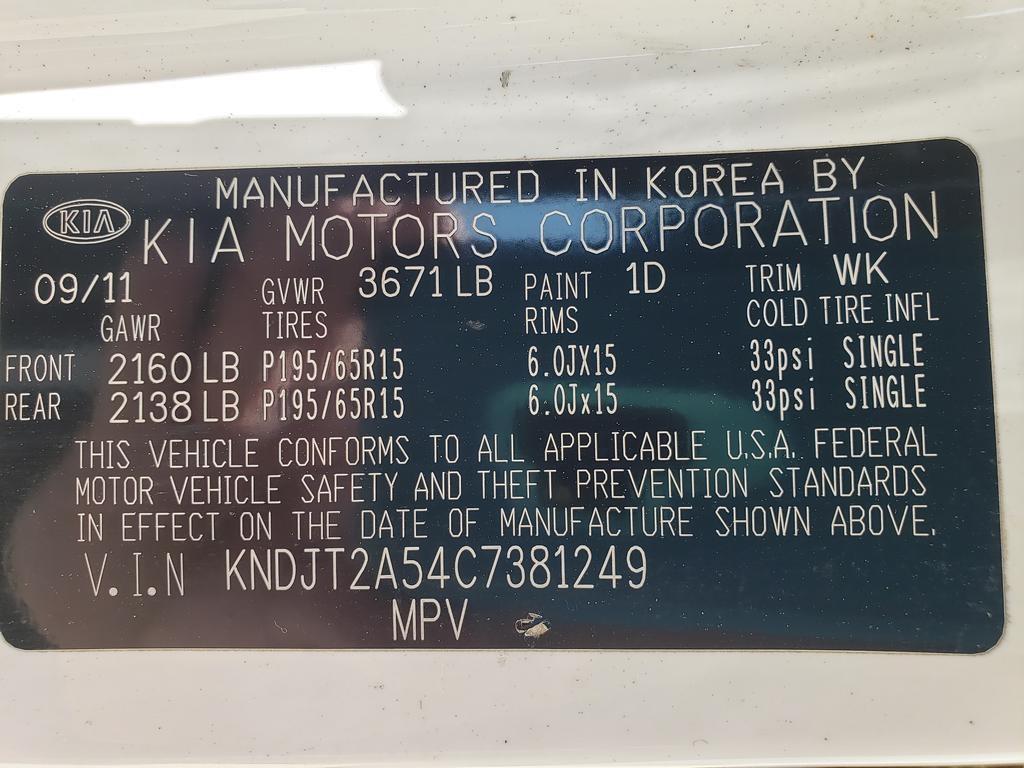 MANUFACTURED IN KOREA BY
KIA KIA MOTORS CORPORATION
09/11 GVWR 3671LB PAINT 1D TRIM WK
GAWR TIRES RIMS COLD TIRE INFL
FRONT 2160 LB P195/65R15 6.0JX15 33psi SINGLE
REAR 2138 LB P195/65R15 6.0Jx15 33psi SINGLE
THIS VEHICLE CONFORMS TO ALL APPLICABLE U.S.A. FEDERAL
MOTOR VEHICLE SAFETY AND THEFT PREVENTION STANDARDS
IN EFFECT ON THE DATE OF MANUFACTURE SHOWN ABOVE.
V.I.N KNDJT2A54C7381249
MPV